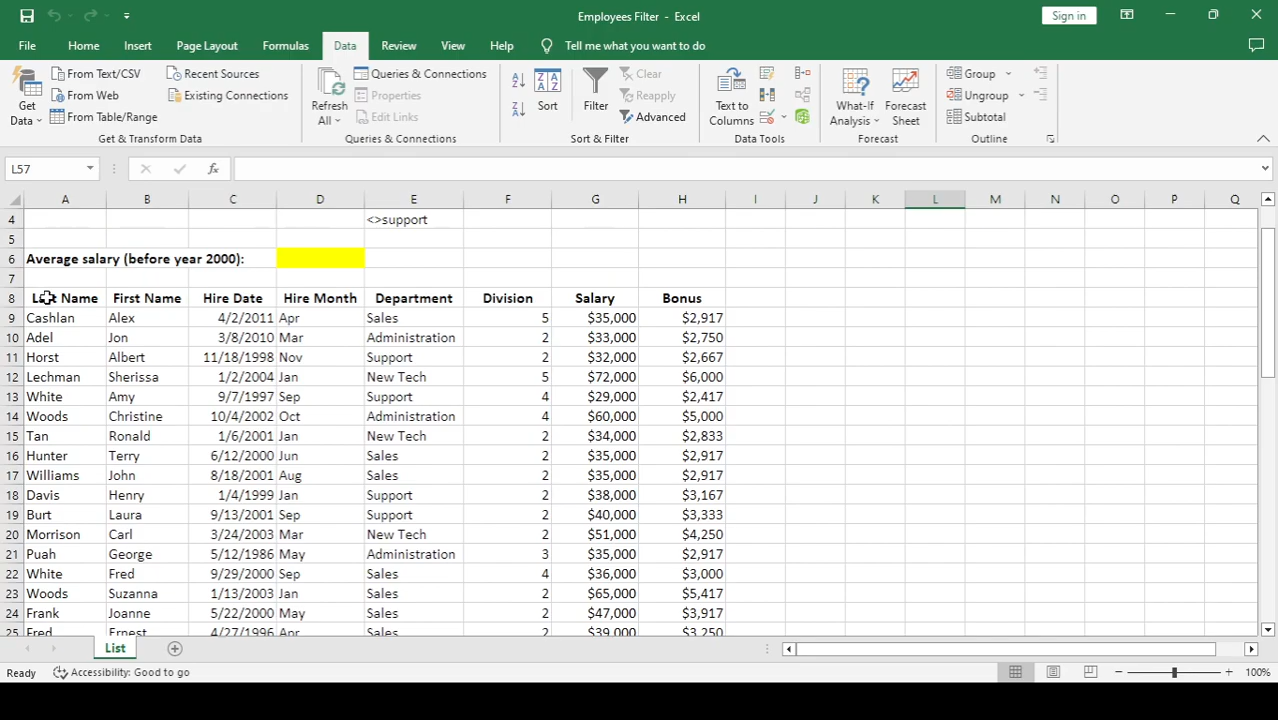 Employees Filter - Excel
Sign in
File Home Insert Page Layout Formulas Data Review View Help Tell me what you want to do
Get Data
From Text/CSV
From Web
From Table/Range
Recent Sources
Existing Connections
Get & Transform Data
Refresh All
Queries & Connections
Properties
Edit Links
Queries & Connections
Sort
Filter
Clear
Reapply
Advanced
Sort & Filter
Text to Columns
Data Tools
What-If Analysis
Forecast Sheet
Forecast
Group
Ungroup
Subtotal
Outline
L57 fx
A B C D E F G H I J K L M N O P Q
4 <>support
5
6 Average salary (before year 2000):
7
8 Last Name First Name Hire Date Hire Month Department Division Salary Bonus
9 Cashlan Alex 4/2/2011 Apr Sales 5 $35,000 $2,917
10 Adel Jon 3/8/2010 Mar Administration 2 $33,000 $2,750
11 Horst Albert 11/18/1998 Nov Support 2 $32,000 $2,667
12 Lechman Sherissa 1/2/2004 Jan New Tech 5 $72,000 $6,000
13 White Amy 9/7/1997 Sep Support 4 $29,000 $2,417
14 Woods Christine 10/4/2002 Oct Administration 4 $60,000 $5,000
15 Tan Ronald 1/6/2001 Jan New Tech 2 $34,000 $2,833
16 Hunter Terry 6/12/2000 Jun Sales 2 $35,000 $2,917
17 Williams John 8/18/2001 Aug Sales 2 $35,000 $2,917
18 Davis Henry 1/4/1999 Jan Support 2 $38,000 $3,167
19 Burt Laura 9/13/2001 Sep Support 2 $40,000 $3,333
20 Morrison Carl 3/24/2003 Mar New Tech 2 $51,000 $4,250
21 Puah George 5/12/1986 May Administration 3 $35,000 $2,917
22 White Fred 9/29/2000 Sep Sales 4 $36,000 $3,000
23 Woods Suzanna 1/13/2003 Jan Sales 2 $65,000 $5,417
24 Frank Joanne 5/22/2000 May Sales 2 $47,000 $3,917
25 Fred Ernest 4/27/1996 Apr Sales 2 $39,000 $3,250
List
Ready Accessibility: Good to go 100%